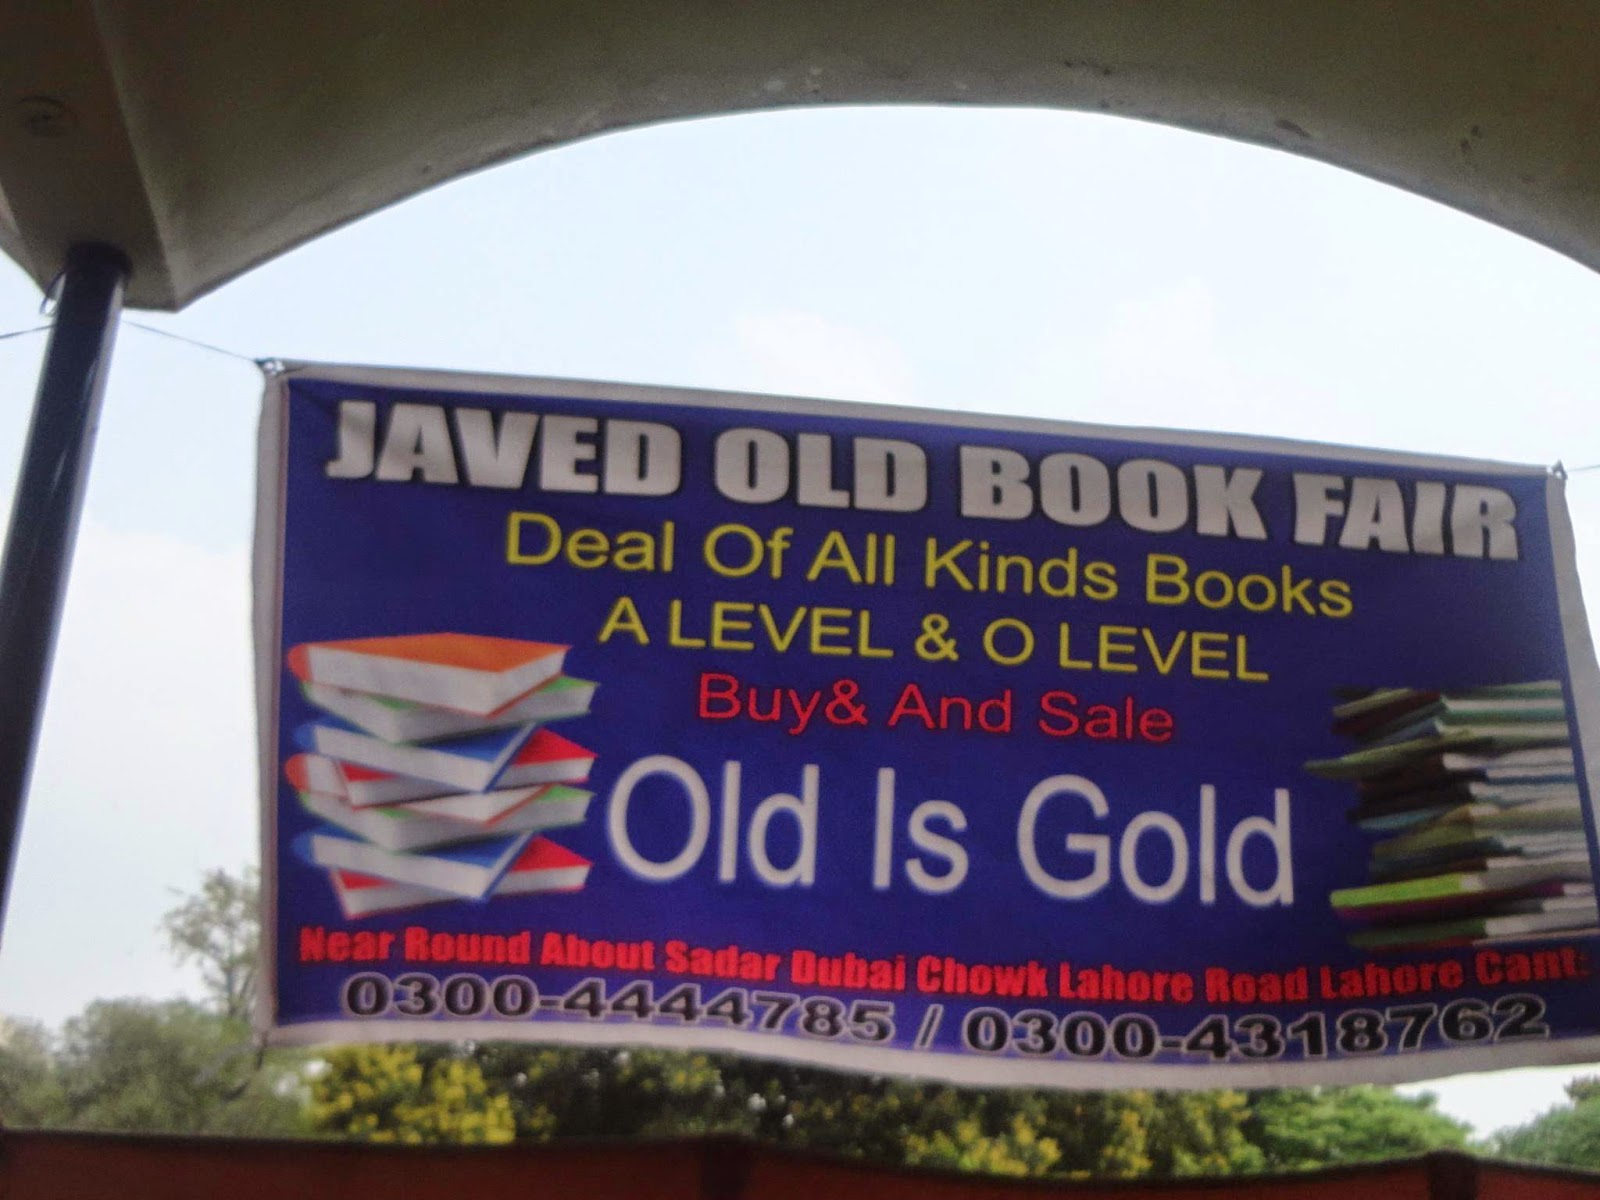 JAVED OLD BOOK FAIR
Deal Of All Kinds Books
A LEVEL & O LEVEL
Buy& And Sale
Old Is Gold
Near Round About Sadar Dubai Chowk Lahore Road Lahore Cant:
0300-4444785 / 0300-4318762